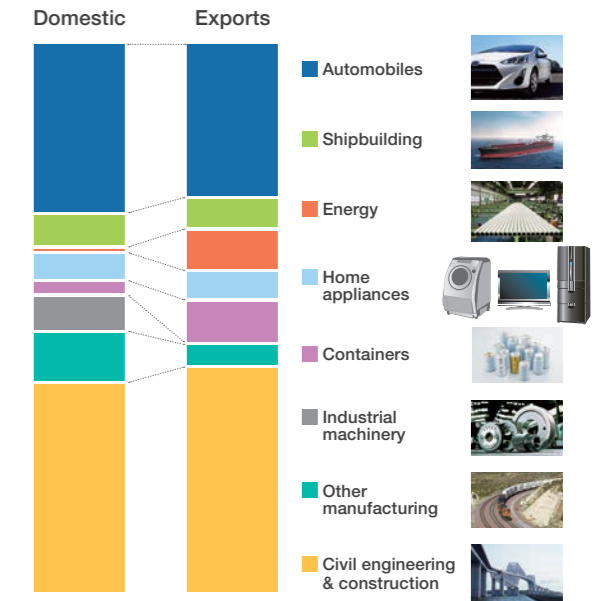 Domestic
Exports
Automobiles
Shipbuilding
Energy
Home
appliances
Containers
Industrial
machinery
Other
manufacturing
Civil engineering
& construction